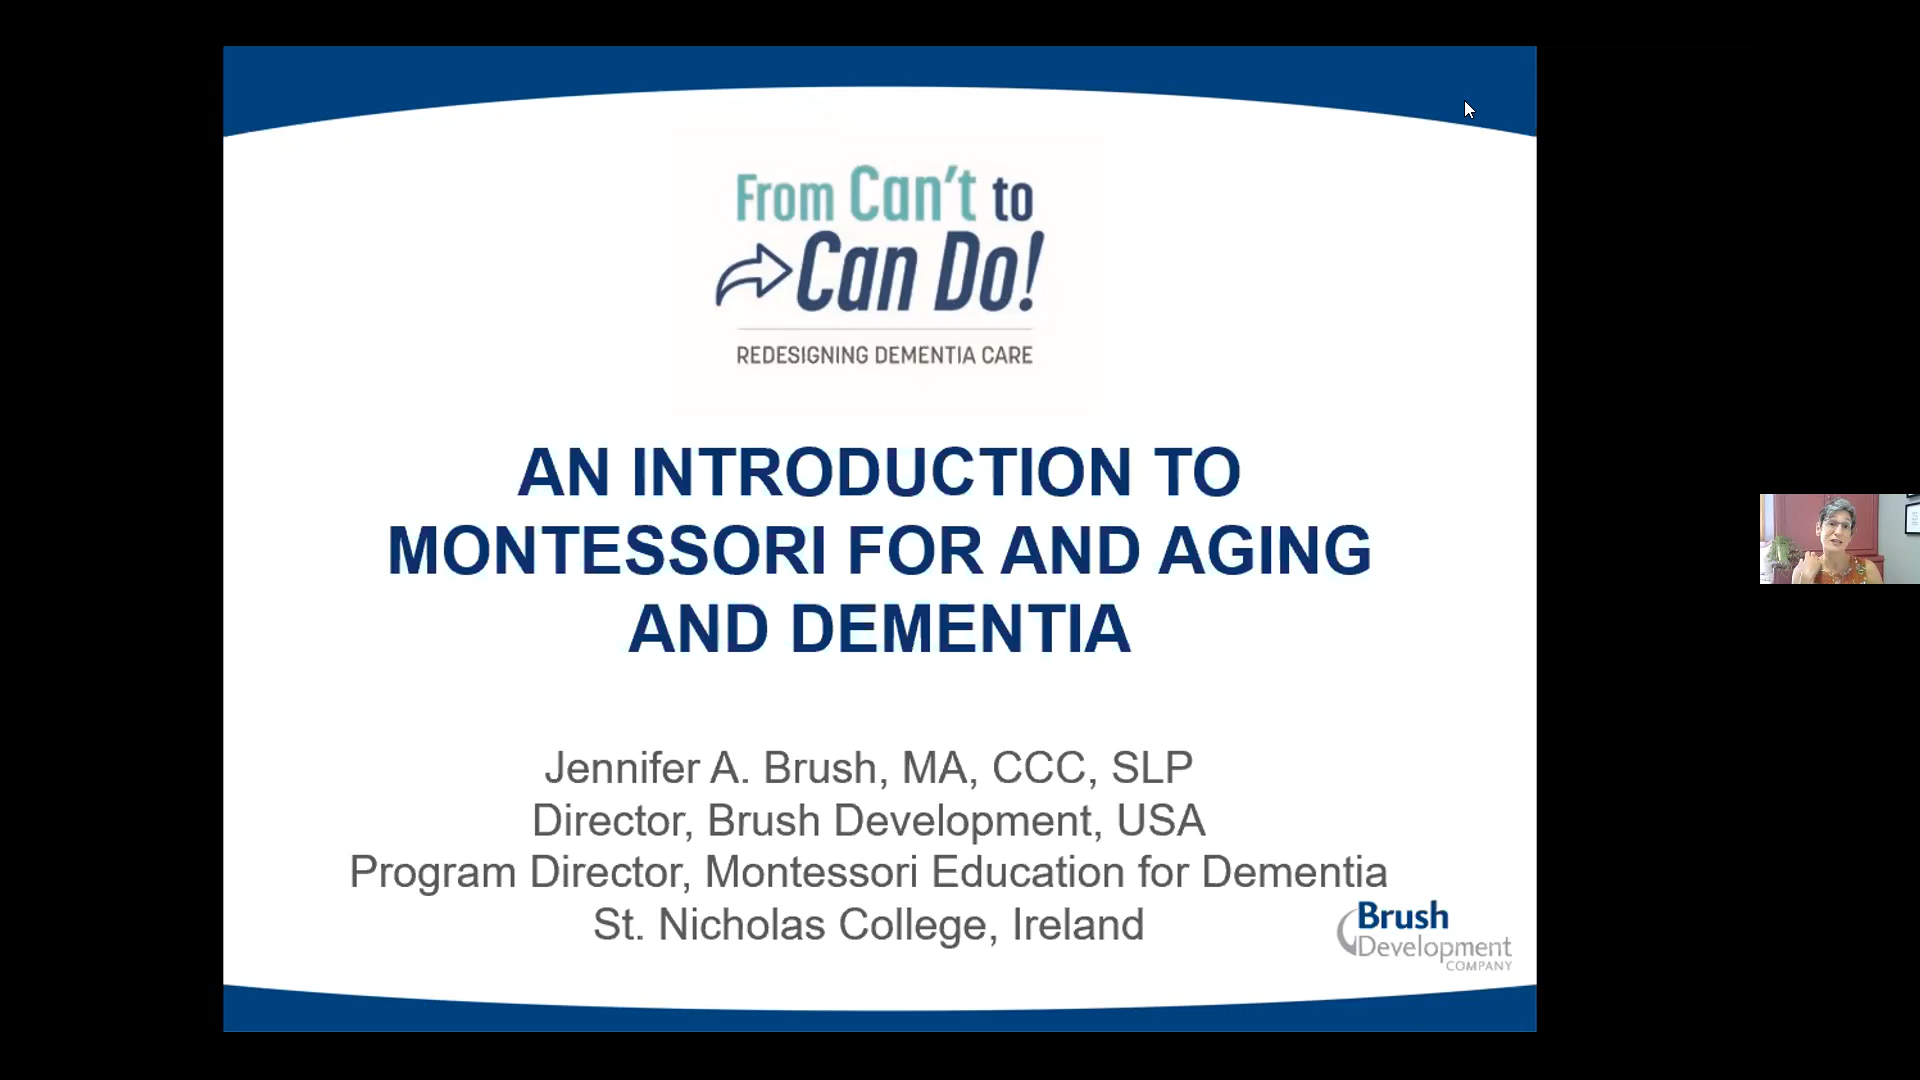 From Can't to
Can Do!
REDESIGNING DEMENTIA CARE
AN INTRODUCTION TO
MONTESSORI FOR AND AGING
AND DEMENTIA
Jennifer A. Brush, MA, CCC, SLP
Director, Brush Development, USA
Program Director, Montessori Education for Dementia
St. Nicholas College, Ireland
Brush
Development
COMPANY